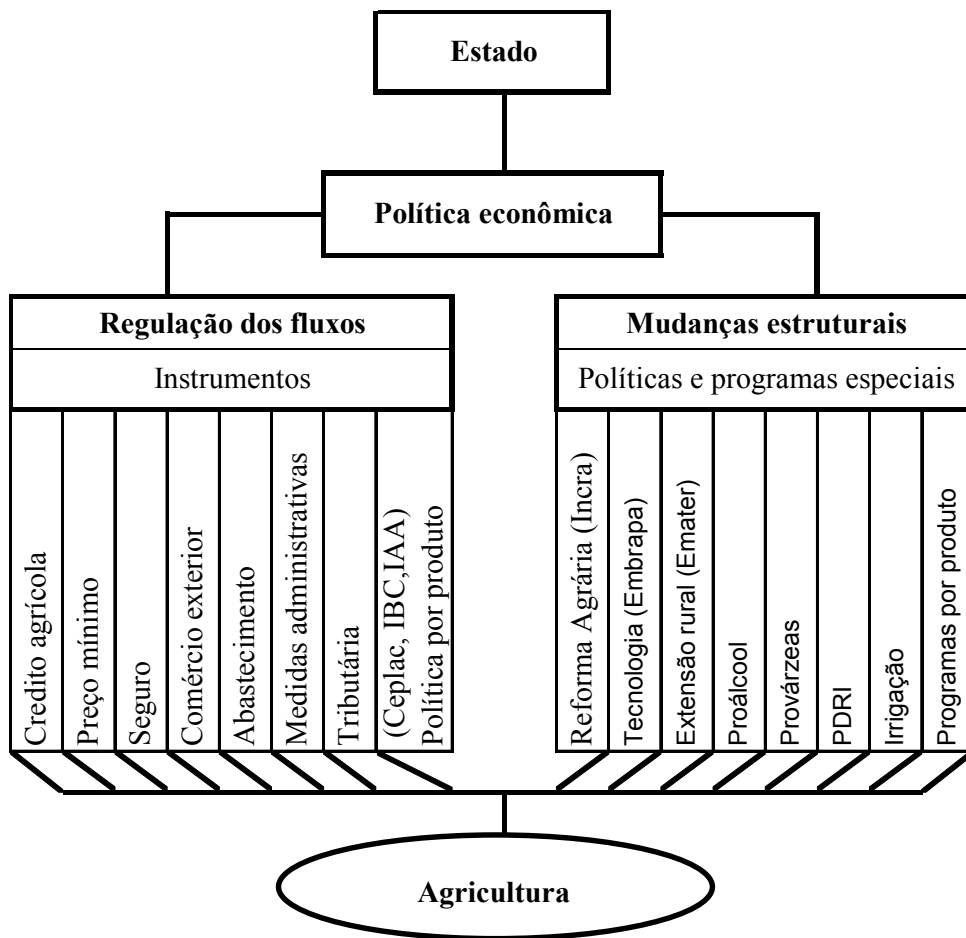 Estado
Política econômica
Regulação dos fluxos
Instrumentos
Credito agrícola
Preço mínimo
Seguro
Comércio exterior
Abastecimento
Medidas administrativas
Tributária
(Ceplac, IBC,IAA)
Política por produto
Mudanças estruturais
Políticas e programas especiais
Reforma Agrária (Incra)
Tecnologia (Embrapa)
Extensão rural (Emater)
Proálcool
Provárzeas
PDRI
Irrigação
Programas por produto
Agricultura